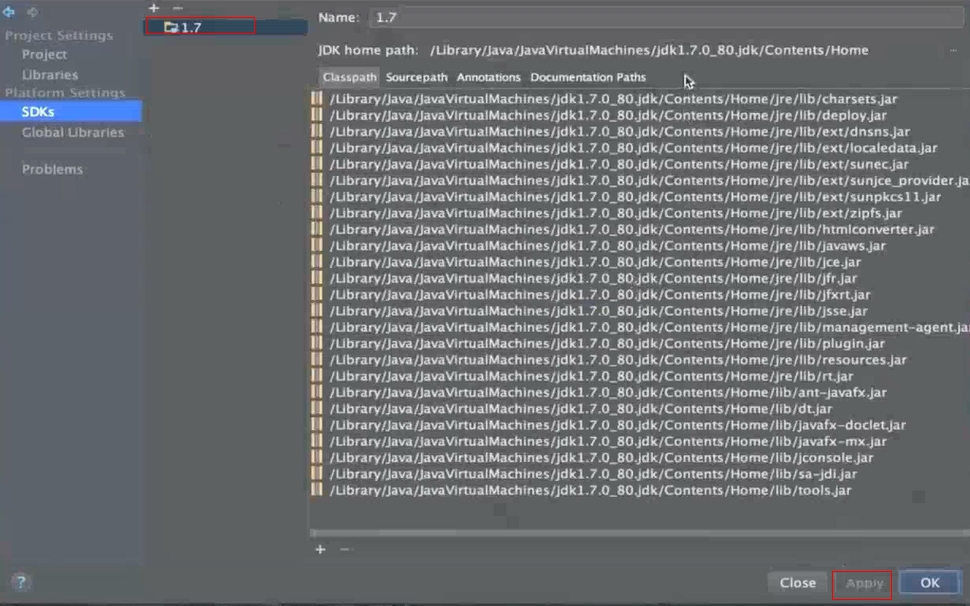 Project Settings
Project
Libraries
Platform Settings
SDKs
Global Libraries
Problems
1.7
Name: 1.7
JDK home path: /Library/Java/JavaVirtualMachines/jdk1.7.0_80.jdk/Contents/Home
Classpath Sourcepath Annotations Documentation Paths
/Library/Java/JavaVirtualMachines/jdk1.7.0_80.jdk/Contents/Home/jre/lib/charsets.jar
/Library/Java/JavaVirtualMachines/jdk1.7.0_80.jdk/Contents/Home/jre/lib/deploy.jar
/Library/Java/JavaVirtualMachines/jdk1.7.0_80.jdk/Contents/Home/jre/lib/ext/dnsns.jar
/Library/Java/JavaVirtualMachines/jdk1.7.0_80.jdk/Contents/Home/jre/lib/ext/localedata.jar
/Library/Java/JavaVirtualMachines/jdk1.7.0_80.jdk/Contents/Home/jre/lib/ext/sunec.jar
/Library/Java/JavaVirtualMachines/jdk1.7.0_80.jdk/Contents/Home/jre/lib/ext/sunjce_provider.ja
/Library/Java/JavaVirtualMachines/jdk1.7.0_80.jdk/Contents/Home/jre/lib/ext/sunpkcs11.jar
/Library/Java/JavaVirtualMachines/jdk1.7.0_80.jdk/Contents/Home/jre/lib/ext/zipfs.jar
/Library/Java/JavaVirtualMachines/jdk1.7.0_80.jdk/Contents/Home/jre/lib/htmlconverter.jar
/Library/Java/JavaVirtualMachines/jdk1.7.0_80.jdk/Contents/Home/jre/lib/javaws.jar
/Library/Java/JavaVirtualMachines/jdk1.7.0_80.jdk/Contents/Home/jre/lib/jce.jar
/Library/Java/JavaVirtualMachines/jdk1.7.0_80.jdk/Contents/Home/jre/lib/jfr.jar
/Library/Java/JavaVirtualMachines/jdk1.7.0_80.jdk/Contents/Home/jre/lib/jfxrt.jar
/Library/Java/JavaVirtualMachines/jdk1.7.0_80.jdk/Contents/Home/jre/lib/jsse.jar
/Library/Java/JavaVirtualMachines/jdk1.7.0_80.jdk/Contents/Home/jre/lib/management-agent.ja
/Library/Java/JavaVirtualMachines/jdk1.7.0_80.jdk/Contents/Home/jre/lib/plugin.jar
/Library/Java/JavaVirtualMachines/jdk1.7.0_80.jdk/Contents/Home/jre/lib/resources.jar
/Library/Java/JavaVirtualMachines/jdk1.7.0_80.jdk/Contents/Home/jre/lib/rt.jar
/Library/Java/JavaVirtualMachines/jdk1.7.0_80.jdk/Contents/Home/lib/ant-javafx.jar
/Library/Java/JavaVirtualMachines/jdk1.7.0_80.jdk/Contents/Home/lib/dt.jar
/Library/Java/JavaVirtualMachines/jdk1.7.0_80.jdk/Contents/Home/lib/javafx-doclet.jar
/Library/Java/JavaVirtualMachines/jdk1.7.0_80.jdk/Contents/Home/lib/javafx-mx.jar
/Library/Java/JavaVirtualMachines/jdk1.7.0_80.jdk/Contents/Home/lib/jconsole.jar
/Library/Java/JavaVirtualMachines/jdk1.7.0_80.jdk/Contents/Home/lib/sa-jdi.jar
/Library/Java/JavaVirtualMachines/jdk1.7.0_80.jdk/Contents/Home/lib/tools.jar
? Close Apply OK